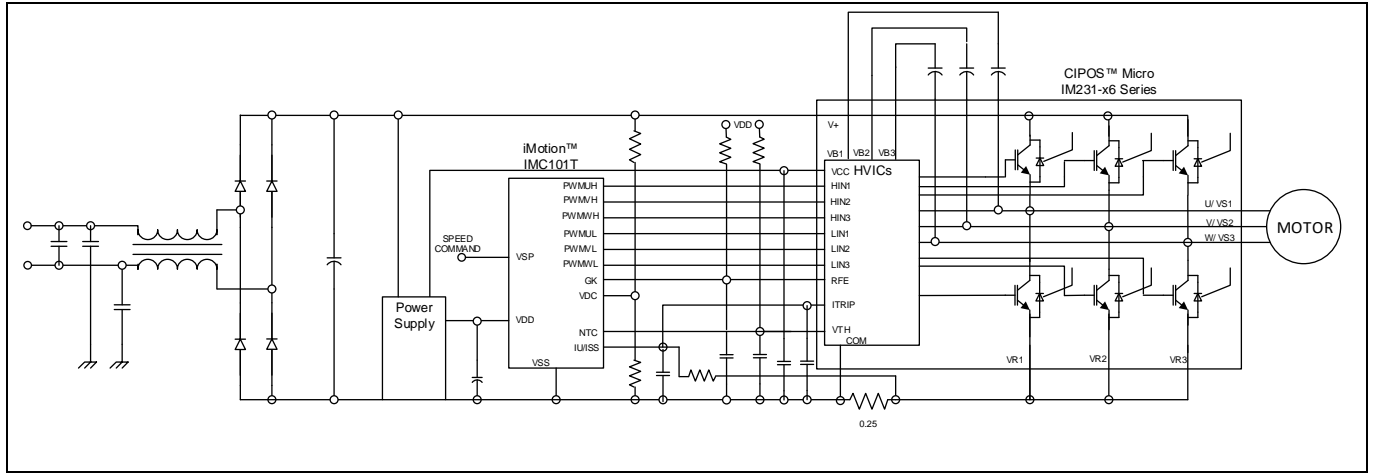 CIPOS™ Micro
IM231-x6 Series
iMotion™
IMC101T
VDD
V+
VB1
VB2
VB3
HVICs
PWMUH
PWMVH
PWMWH
PWMUL
PWMVL
PWMWL
GK
VDC
NTC
IU/ISS
VSP
VDD
VSS
SPEED
COMMAND
Power
Supply
VCC
HIN1
HIN2
HIN3
LIN1
LIN2
LIN3
RFE
ITRIP
VTH
COM
U/ VS1
V/ VS2
W/ VS3
MOTOR
VR1
VR2
VR3
0.25